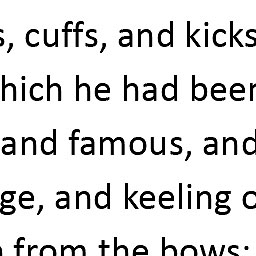 s, cuffs, and kicks
hich he had been
and famous, and
ge, and keeling o
from the bows;